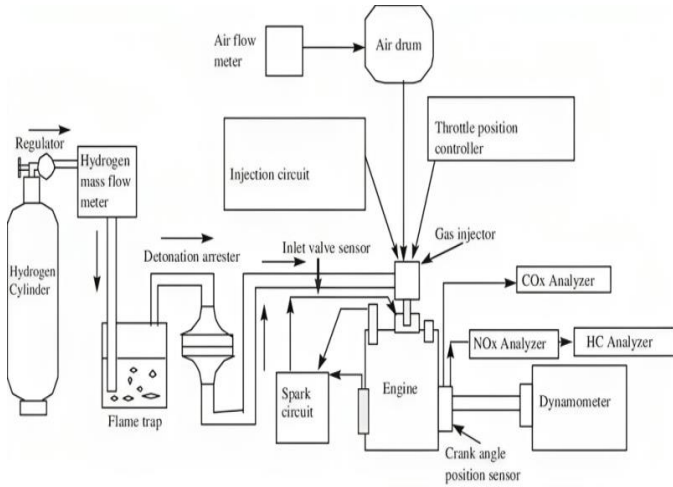 Air flow
meter
Air drum
Regulator
Hydrogen
mass flow
meter
Injection circuit
Throttle position
controller
Gas injector
Detonation arrester
Inlet valve sensor
Hydrogen
Cylinder
COx Analyzer
NOx Analyzer
HC Analyzer
Spark
circuit
Engine
Dynamometer
Flame trap
Crank angle
position sensor